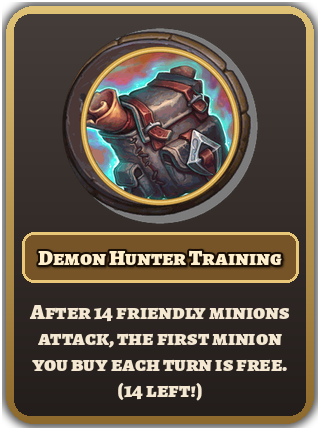 Demon Hunter Training
After 14 friendly minions
attack, the first minion
you buy each turn is free.
(14 left!)